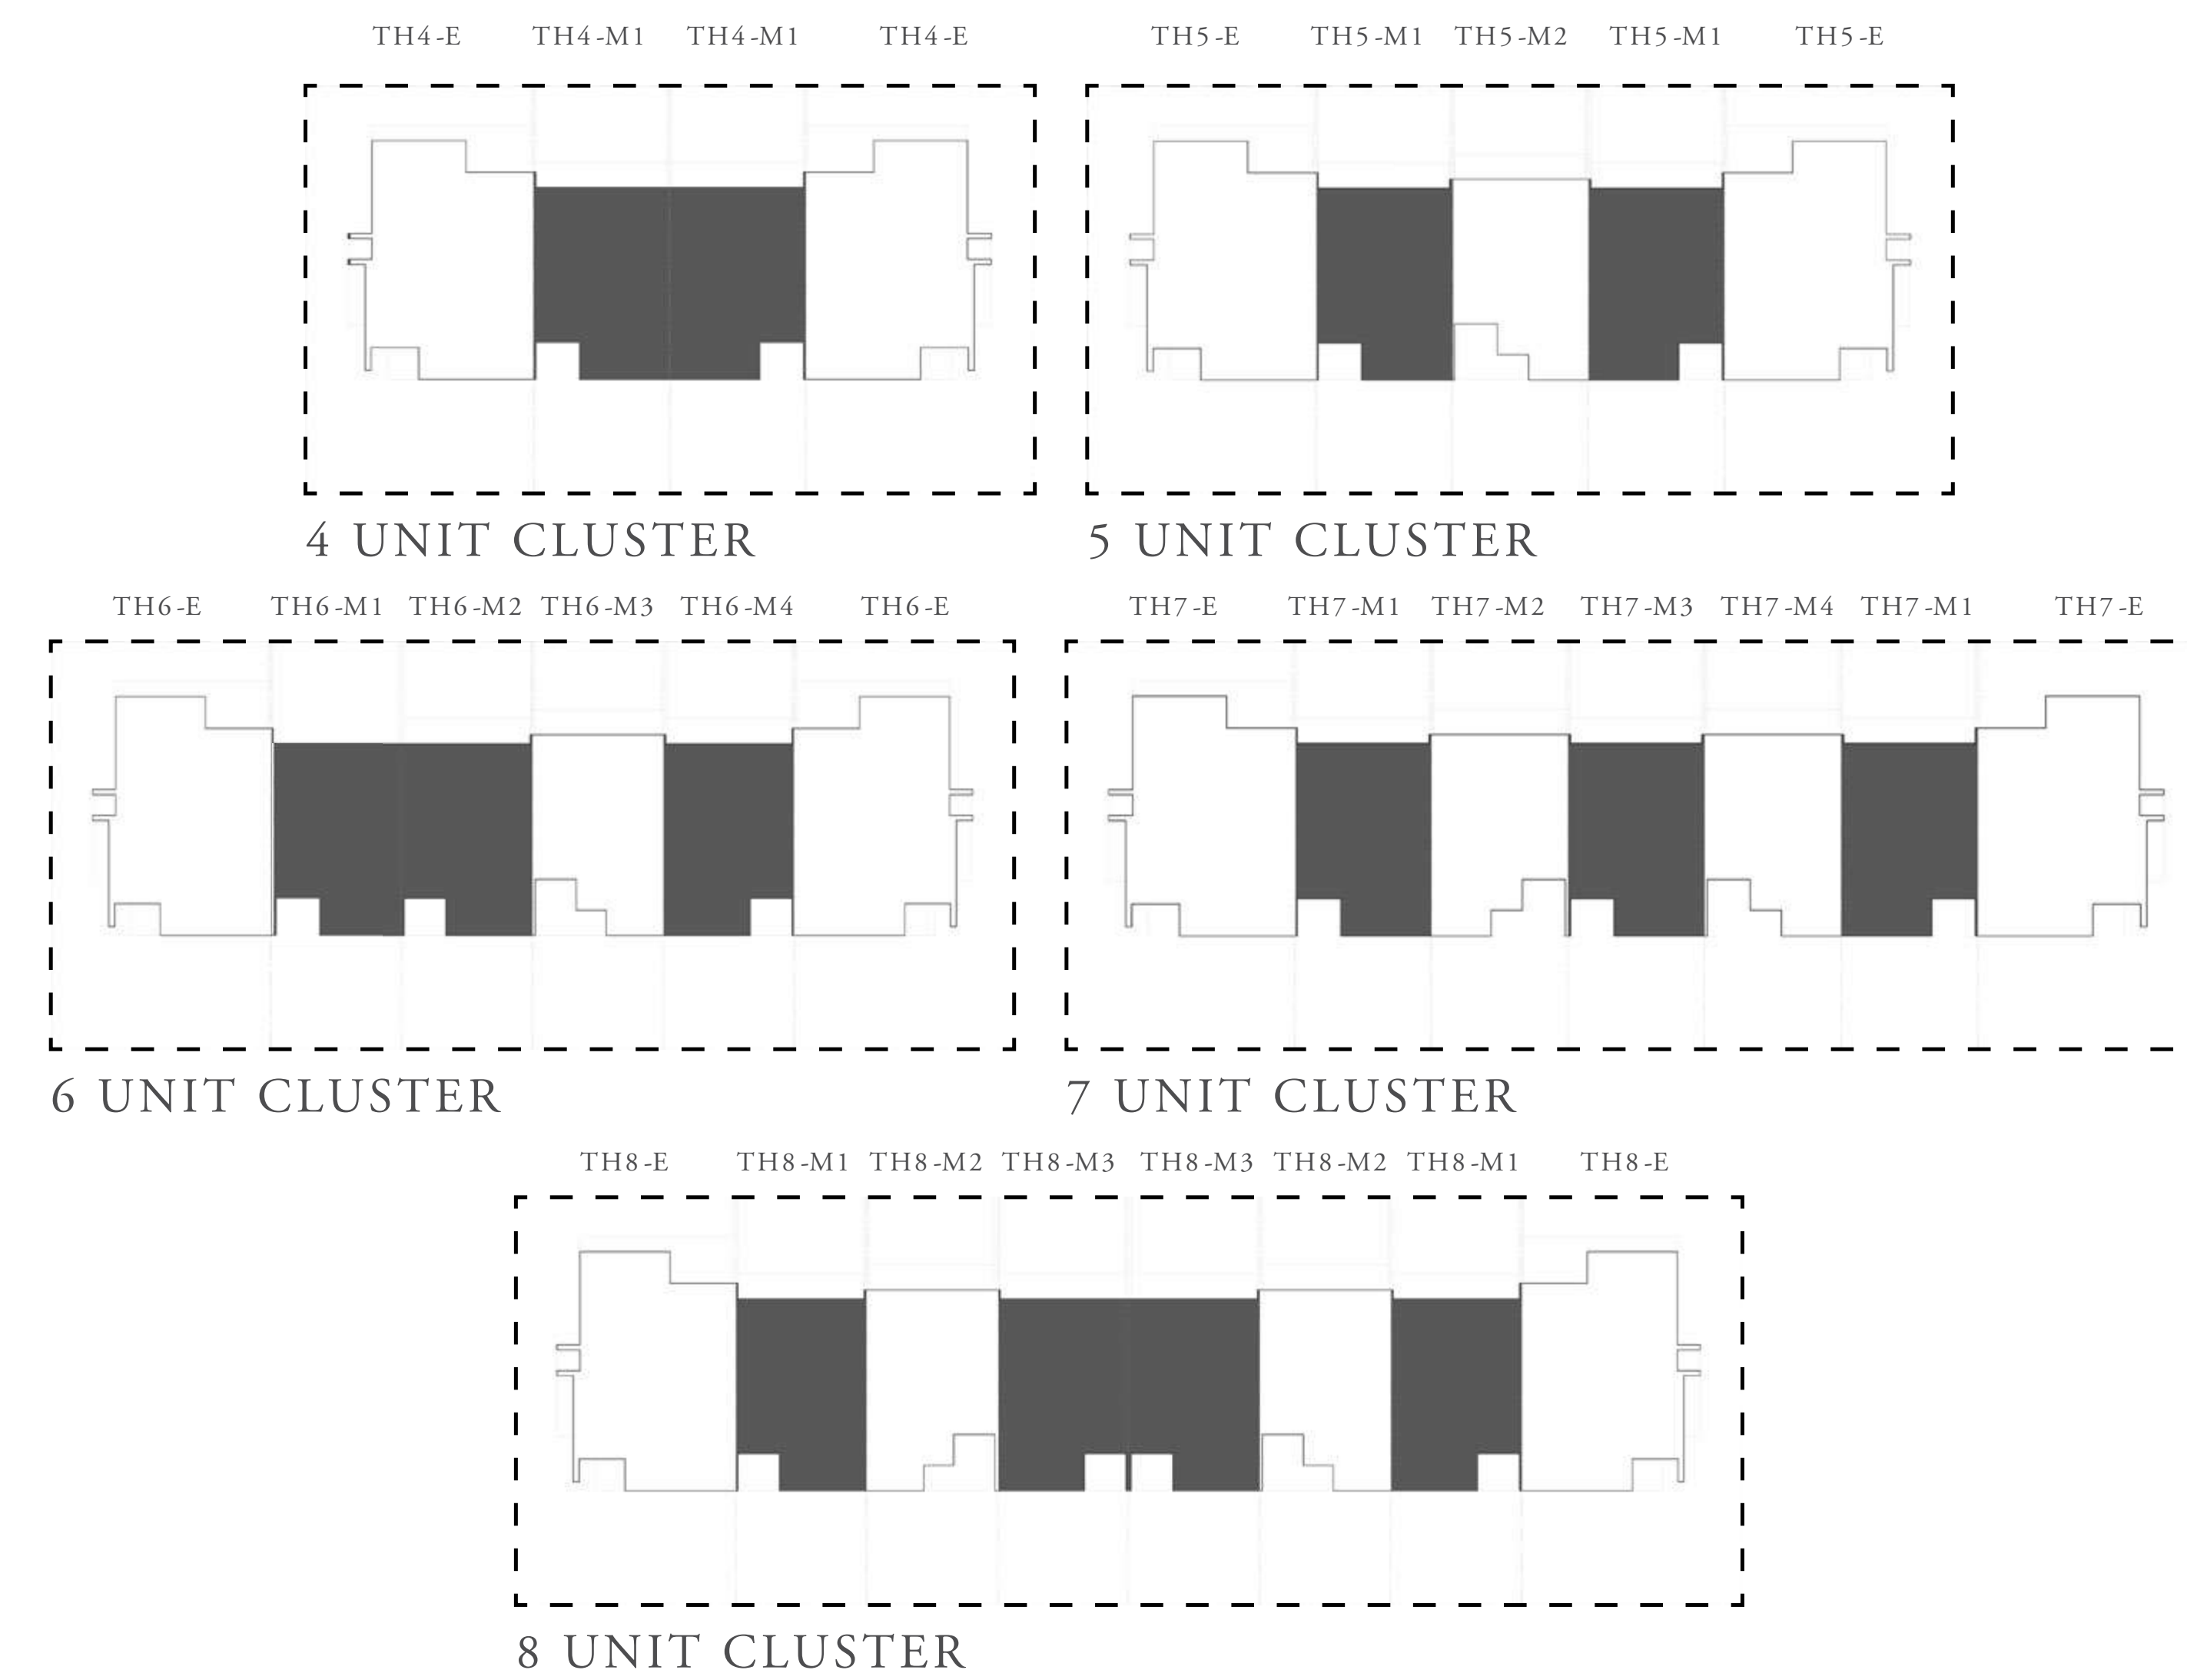 TH4-E TH4-M1 TH4-M1 TH4-E
TH5-E TH5-M1 TH5-M2 TH5-M1 TH5-E
4 UNIT CLUSTER
5 UNIT CLUSTER
TH6-E TH6-M1 TH6-M2 TH6-M3 TH6-M4 TH6-E
TH7-E TH7-M1 TH7-M2 TH7-M3 TH7-M4 TH7-M1 TH7-E
6 UNIT CLUSTER
7 UNIT CLUSTER
TH8-E TH8-M1 TH8-M2 TH8-M3 TH8-M3 TH8-M2 TH8-M1 TH8-E
8 UNIT CLUSTER